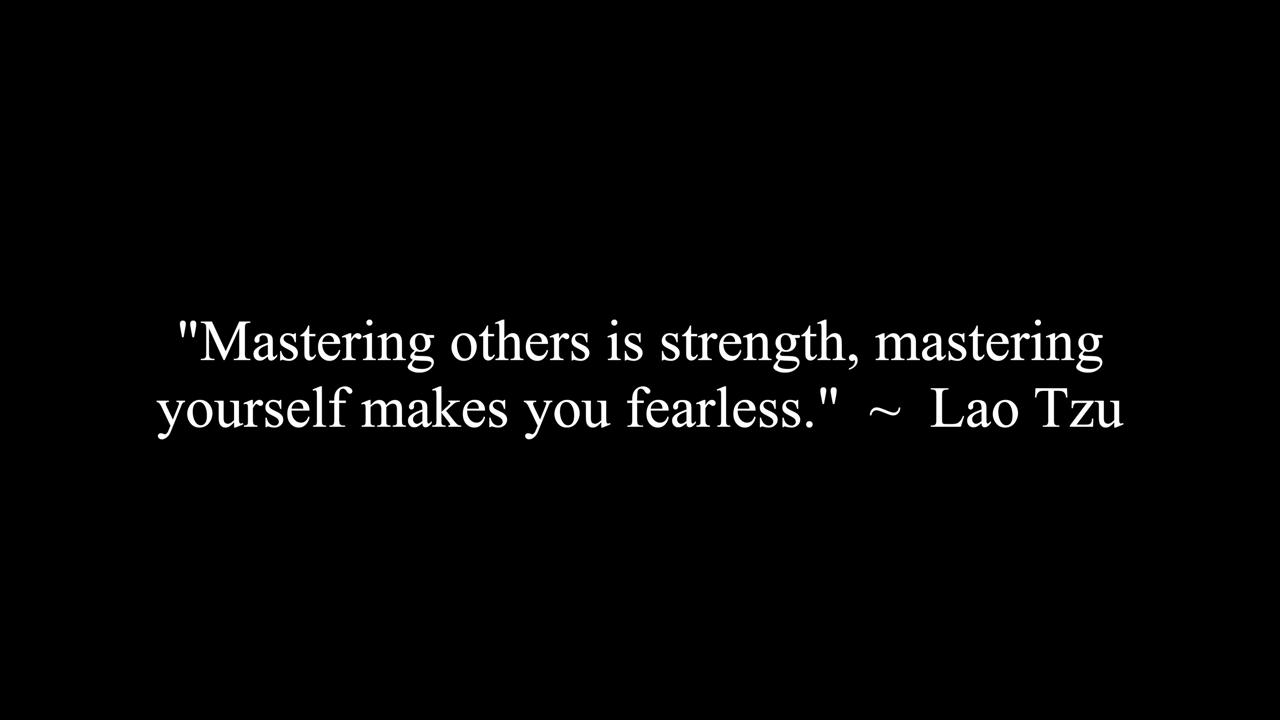 "Mastering others is strength, mastering
yourself makes you fearless."  ~  Lao Tzu